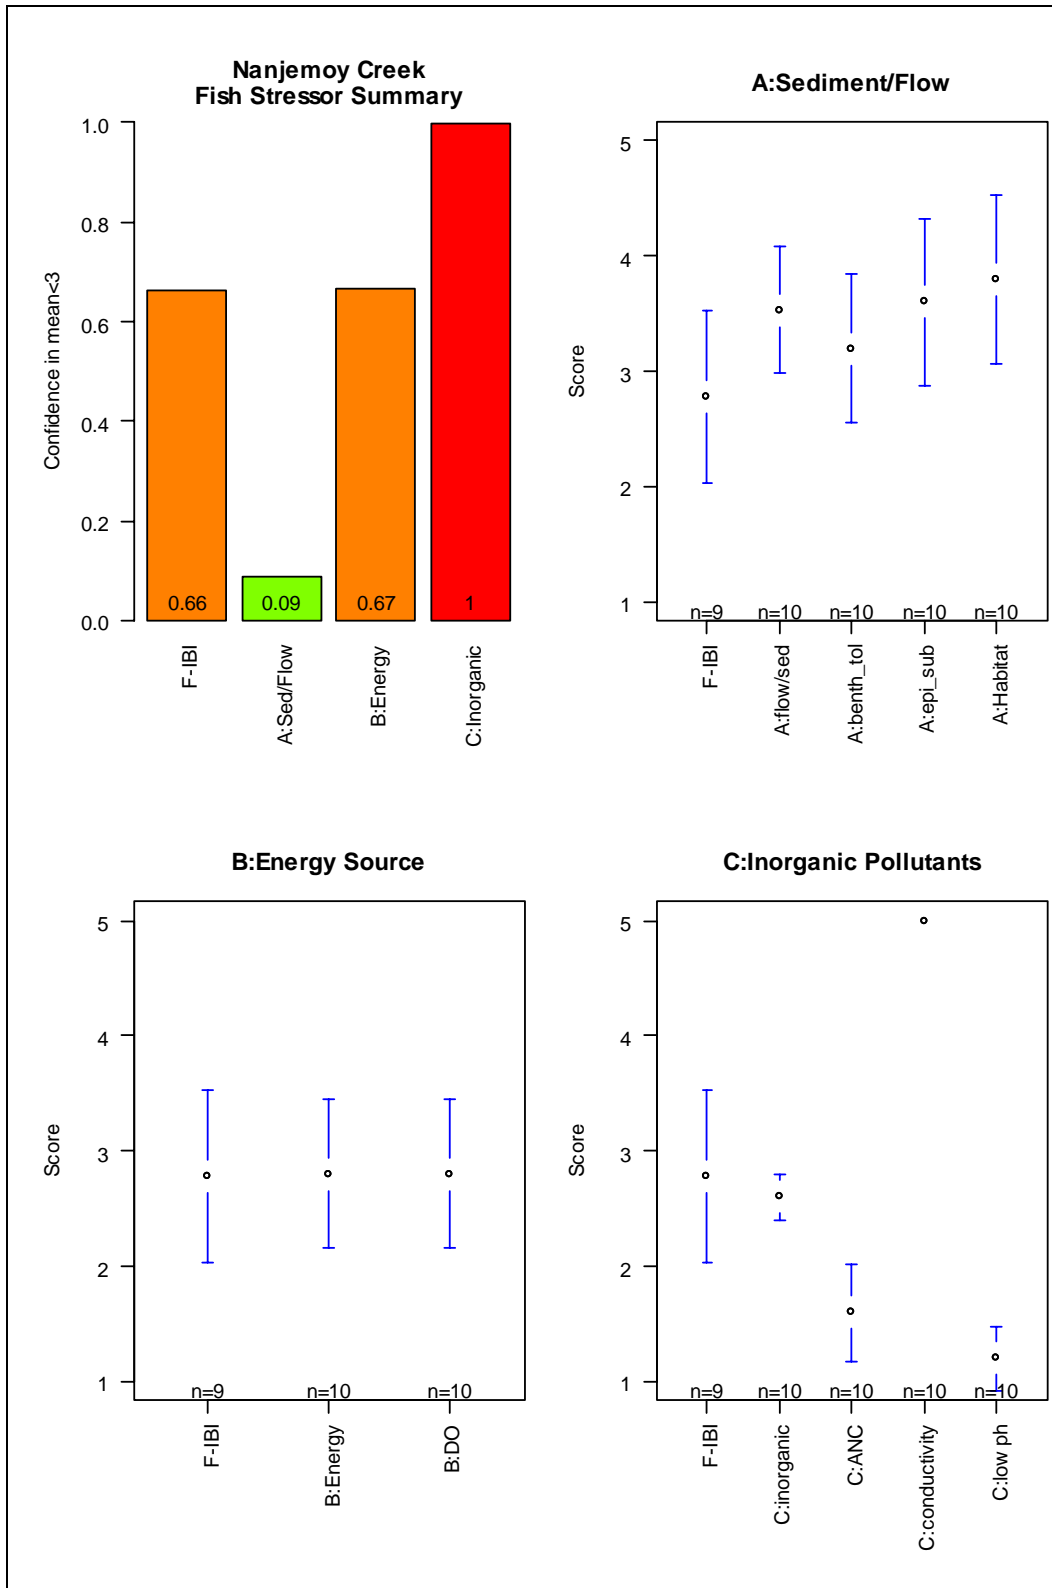 Nanjemoy Creek
Fish Stressor Summary
Confidence in mean<3
1.0
0.8
0.6
0.4
0.2
0.0
0.66
0.09
0.67
1
F-IBI
A:Sed/Flow
B:Energy
C:Inorganic
A:Sediment/Flow
Score
5
4
3
2
1
n=9
n=10
n=10
n=10
n=10
F-IBI
A:flow/sed
A:benth_tol
A:epi_sub
A:Habitat
B:Energy Source
Score
5
4
3
2
1
n=9
n=10
n=10
F-IBI
B:Energy
B:DO
C:Inorganic Pollutants
Score
5
4
3
2
1
n=9
n=10
n=10
n=10
n=10
F-IBI
C:inorganic
C:ANC
C:conductivity
C:low ph